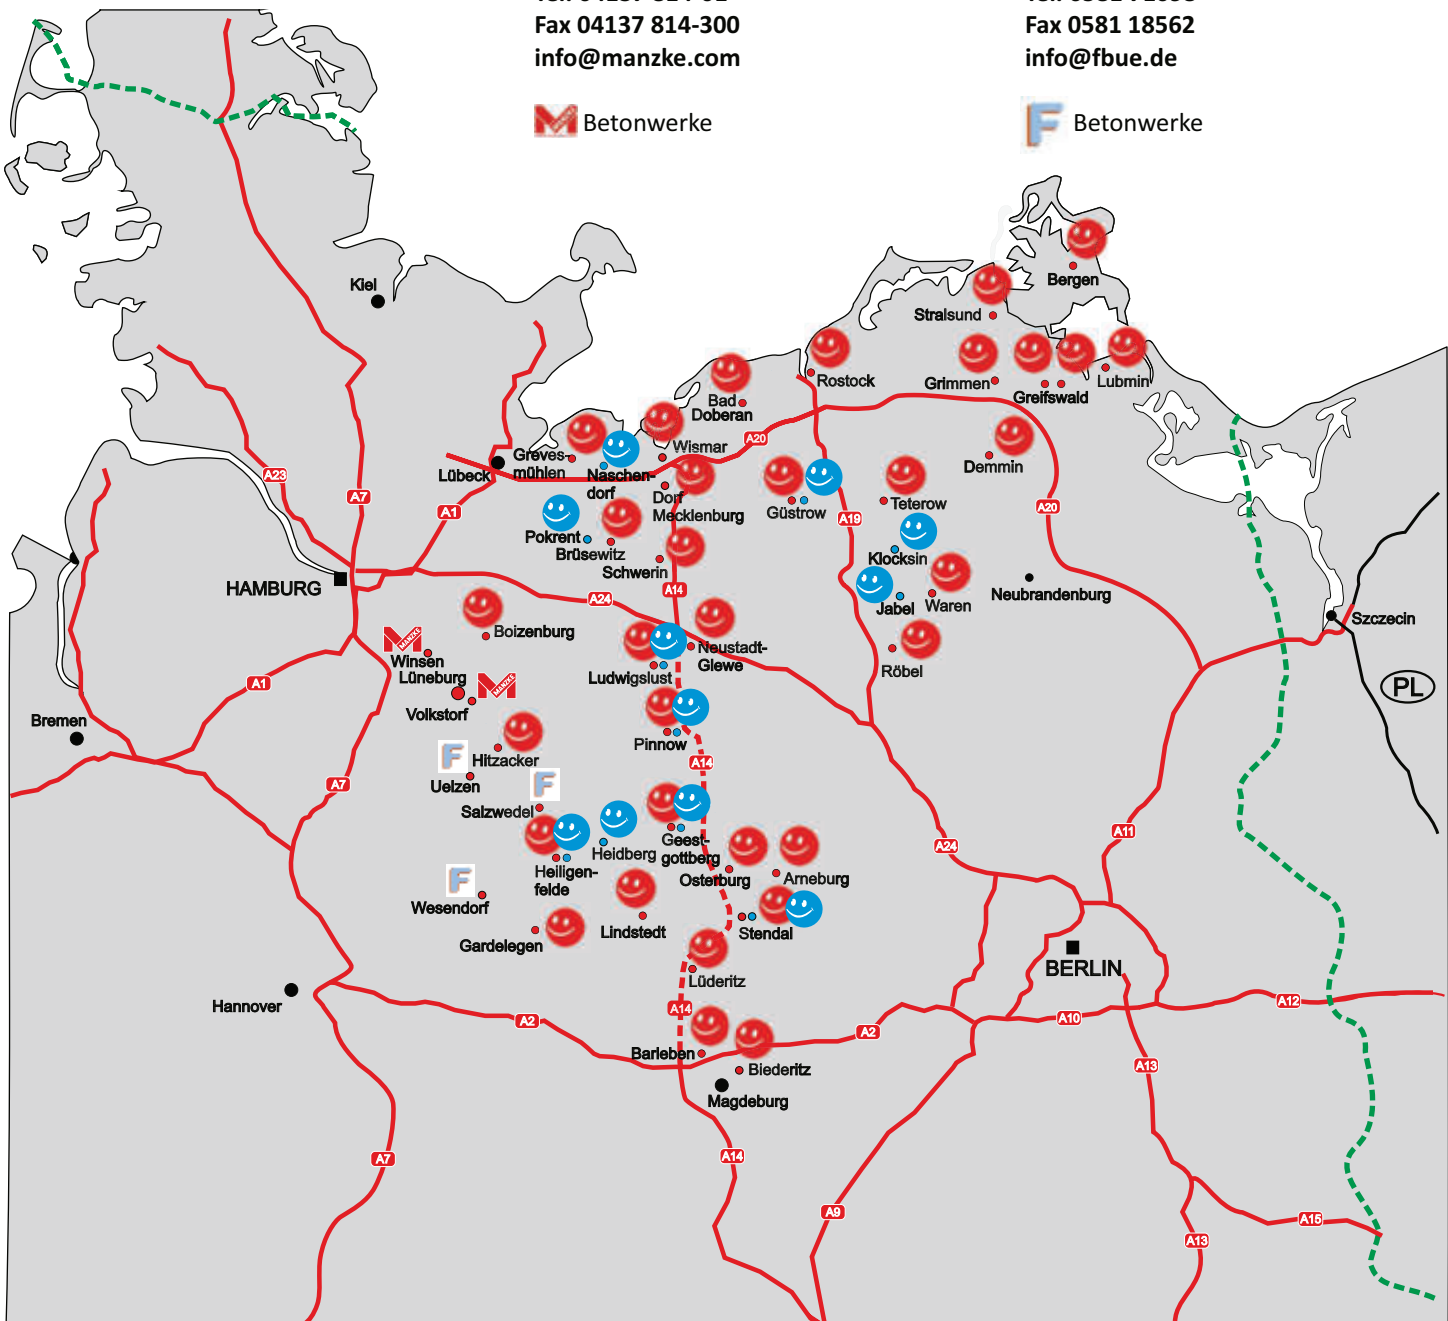 Fax 04137 814-300
info@manzke.com
Betonwerke
Fax 0581 18562
info@fbue.de
F Betonwerke
Kiel
Bergen
Stralsund
Rostock
Grimmen
Greifswald
Lubmin
Bad
Doberan
Wismar
A20
Demmin
Lübeck
Greves-
mühlen
Naschen-
dorf
Dorf
Mecklenburg
Güstrow
Teterow
A23
A7
A1
A19
A20
Pokrent
Brüsewitz
Schwerin
Klocksin
Jabel
Waren
Neubrandenburg
HAMBURG
A24
A14
Szczecin
Boizenburg
MANZKE
Winsen
Lüneburg
MANZKE
Volkstorf
Ludwigslust
Neustadt-
Glewe
Röbel
PL
A1
Bremen
Pinnow
Hitzacker
F
Uelzen
F
Salzwedel
A14
A7
Heidberg
Geest-
gottberg
A11
A24
Heiligen-
felde
Osterburg
Arneburg
F
Wesendorf
Gardelegen
Lindstedt
Stendal
BERLIN
Lüderitz
Hannover
A14
A2
A2
A10
A12
Barleben
Biederitz
A13
Magdeburg
A7
A14
A9
A15
A13